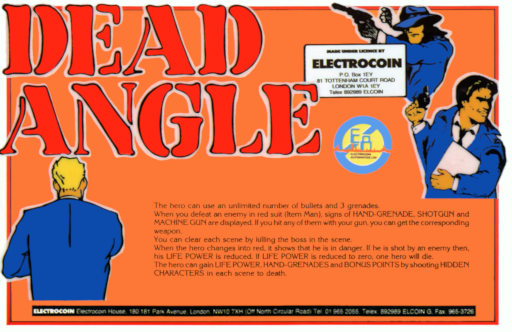 DEAD
ANGLE
MADE UNDER LICENCE BY
ELECTROCOIN
P.O. Box 1EY
81 TOTTENHAM COURT ROAD
LONDON W1A 1EY
Telex 892989 ELCOIN
The hero can use an unlimited number of bullets and 3 grenades.
When you defeat an enemy in red suit (Item Man), signs of HAND-GRENADE, SHOTGUN and
MACHINE GUN are displayed. If you hit any of them with your gun, you can get the corresponding
weapon.
You can clear each scene by killing the boss in the scene.
When the hero changes into red, it shows that he is in danger. If he is shot by an enemy then,
his LIFE POWER is reduced. If LIFE POWER is reduced to zero, one hero will die.
The hero can gain LIFE POWER, HAND-GRENADES and BONUS POINTS by shooting HIDDEN
CHARACTERS in each scene to death.
ELECTROCOIN Electrocoin House, 180 181 Park Avenue, London, NW10 7XH (Off North Circular Road) Tel: 01 965 2055. Telex 892989 ELCOIN G. Fax: 965-3726